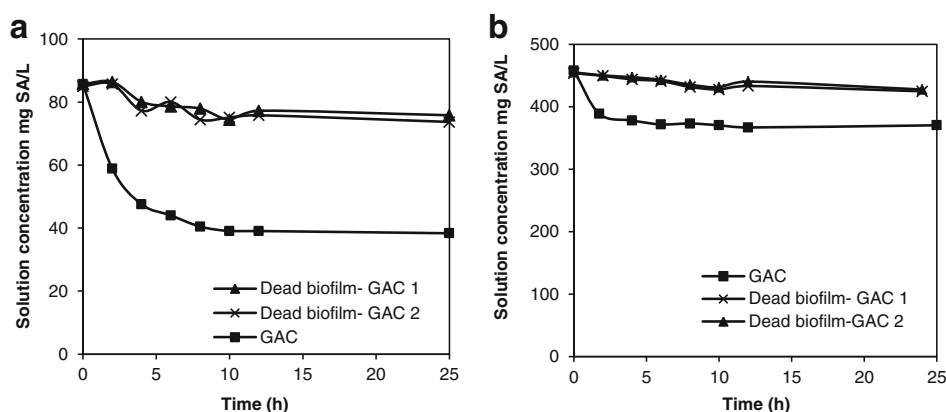 a
Solution concentration mg SA/L
100
80
60
40
20
0
0 5 10 15 20 25
Time (h)
Dead biofilm- GAC 1
Dead biofilm- GAC 2
GAC
b
Solution concentration mg SA/L
500
400
300
200
100
0
0 5 10 15 20 25
Time (h)
GAC
Dead biofilm- GAC 1
Dead biofilm-GAC 2